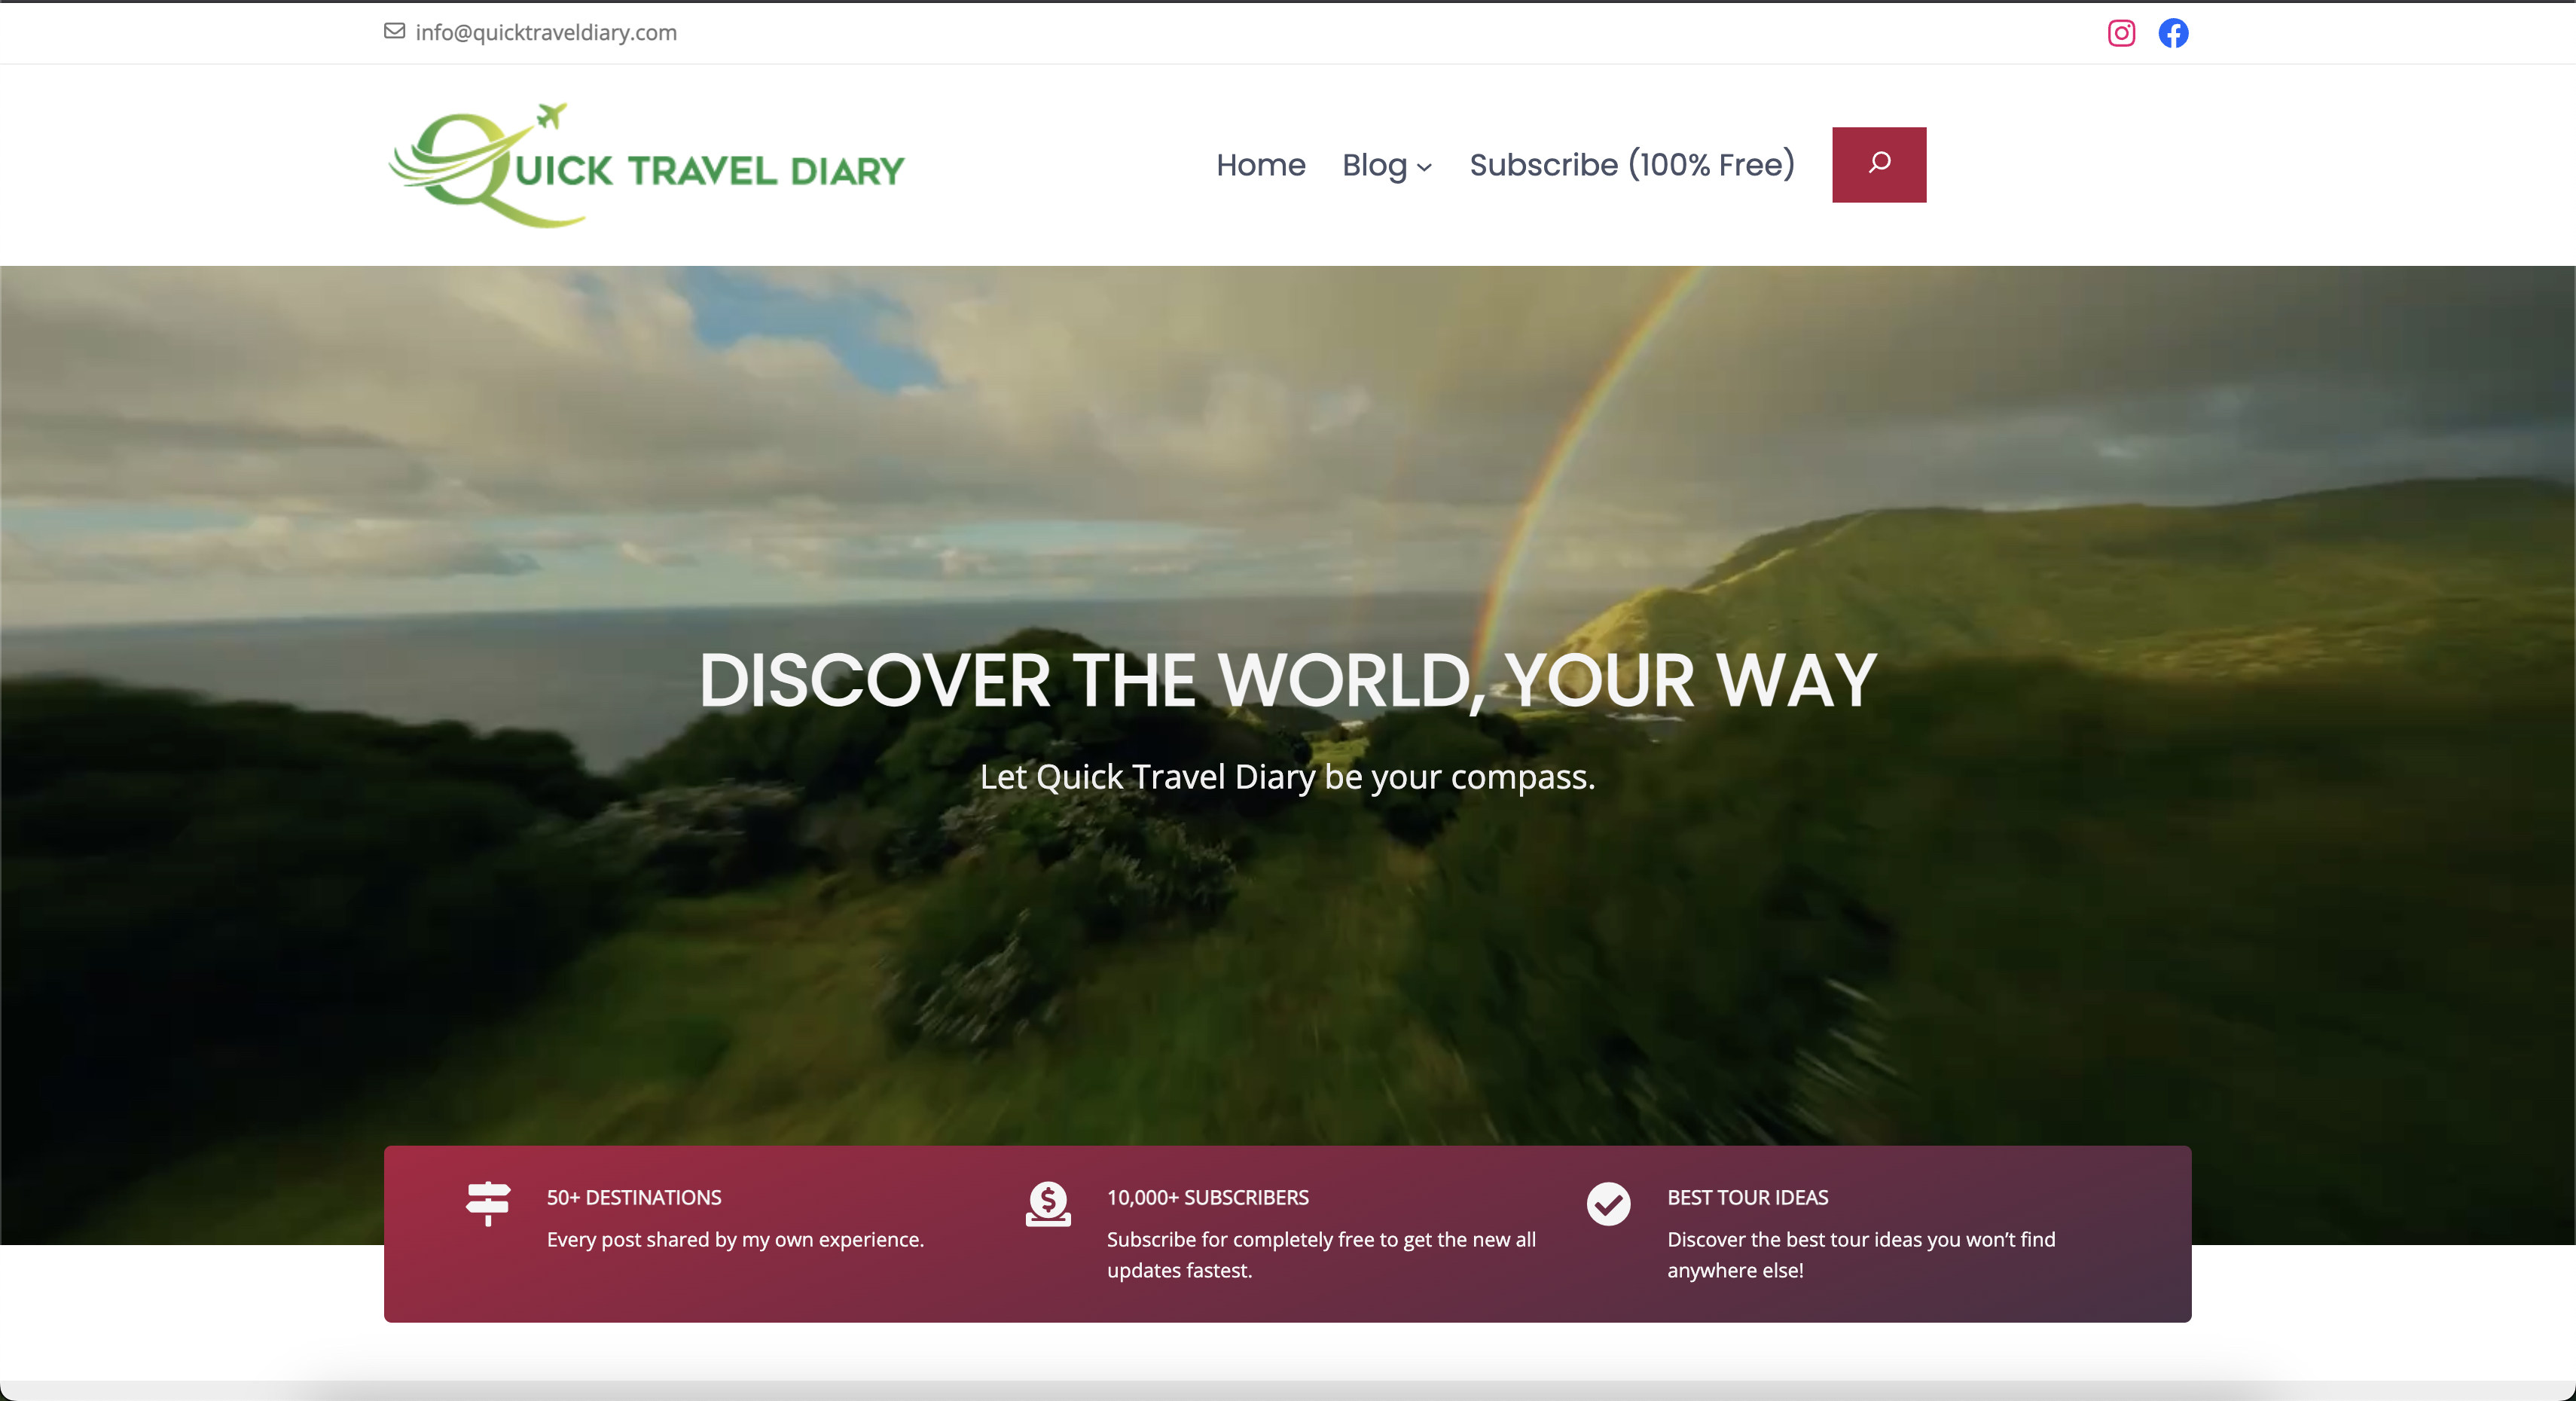 info@quicktraveldiary.com
QUICK TRAVEL DIARY
Home Blog Subscribe (100% Free)
DISCOVER THE WORLD, YOUR WAY
Let Quick Travel Diary be your compass.
50+ DESTINATIONS
Every post shared by my own experience.
10,000+ SUBSCRIBERS
Subscribe for completely free to get the new all
updates fastest.
BEST TOUR IDEAS
Discover the best tour ideas you won’t find
anywhere else!